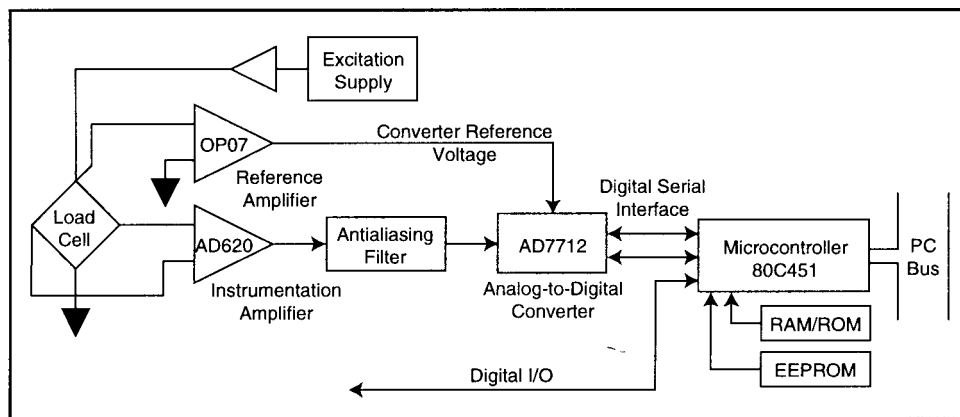 Excitation
Supply
OP07
Converter Reference
Voltage
Reference
Amplifier
Digital Serial
Interface
Load
Cell
AD620
Antialiasing
Filter
AD7712
Microcontroller
80C451
PC
Bus
Instrumentation
Amplifier
Analog-to-Digital
Converter
RAM/ROM
EEPROM
Digital I/O